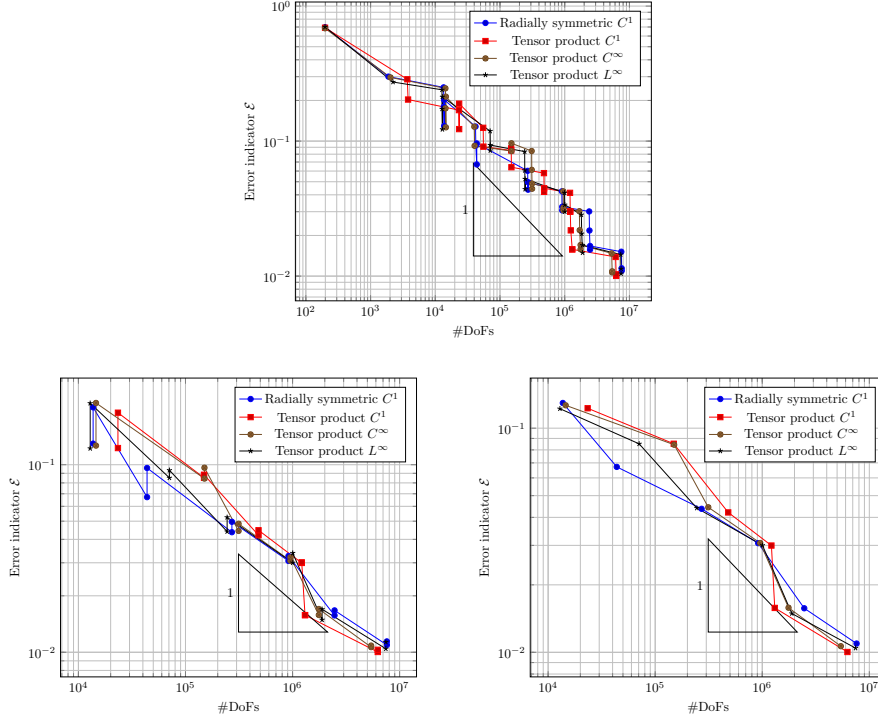 10^0
10^-1
10^-2
Error indicator ℰ
Radially symmetric C^1
Tensor product C^1
Tensor product C^∞
Tensor product L^∞
1
10^2
10^3
10^4
10^5
10^6
10^7
#DoFs
10^-1
10^-2
Error indicator ℰ
Radially symmetric C^1
Tensor product C^1
Tensor product C^∞
Tensor product L^∞
1
10^4
10^5
10^6
10^7
#DoFs
10^-1
10^-2
Error indicator ℰ
Radially symmetric C^1
Tensor product C^1
Tensor product C^∞
Tensor product L^∞
1
10^4
10^5
10^6
10^7
#DoFs